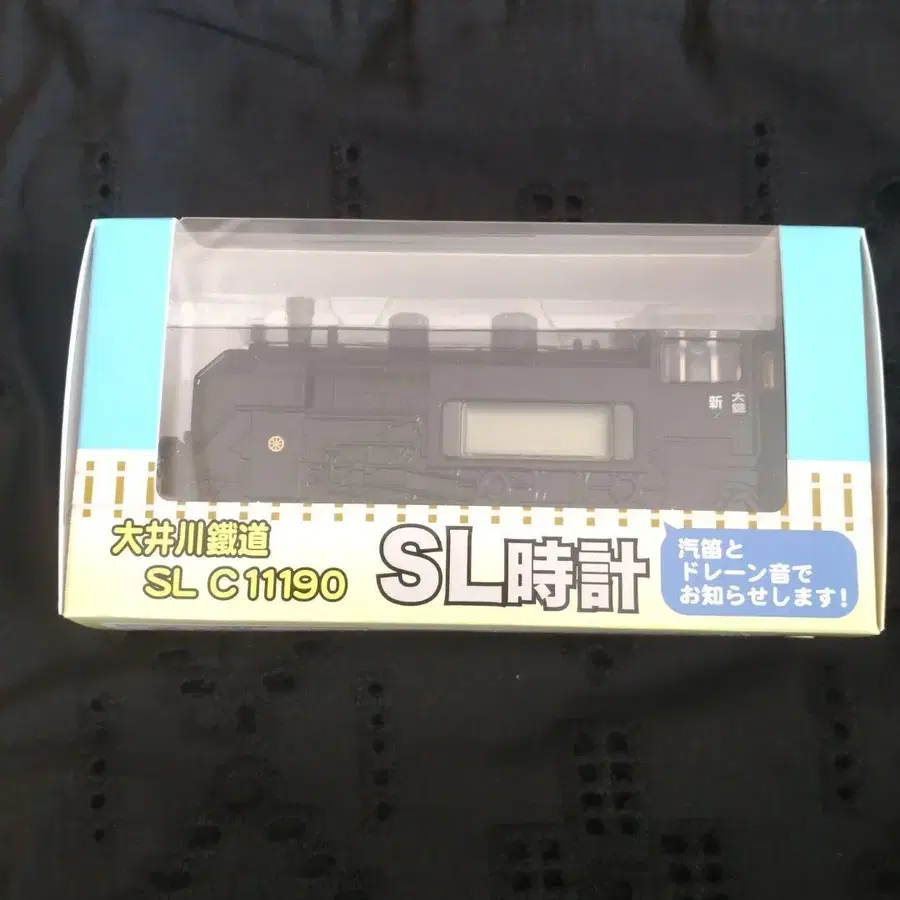 大鐵
新
大井川鐵道
SL C11190
SL時計
汽笛と
ドレーン音で
お知らせします!